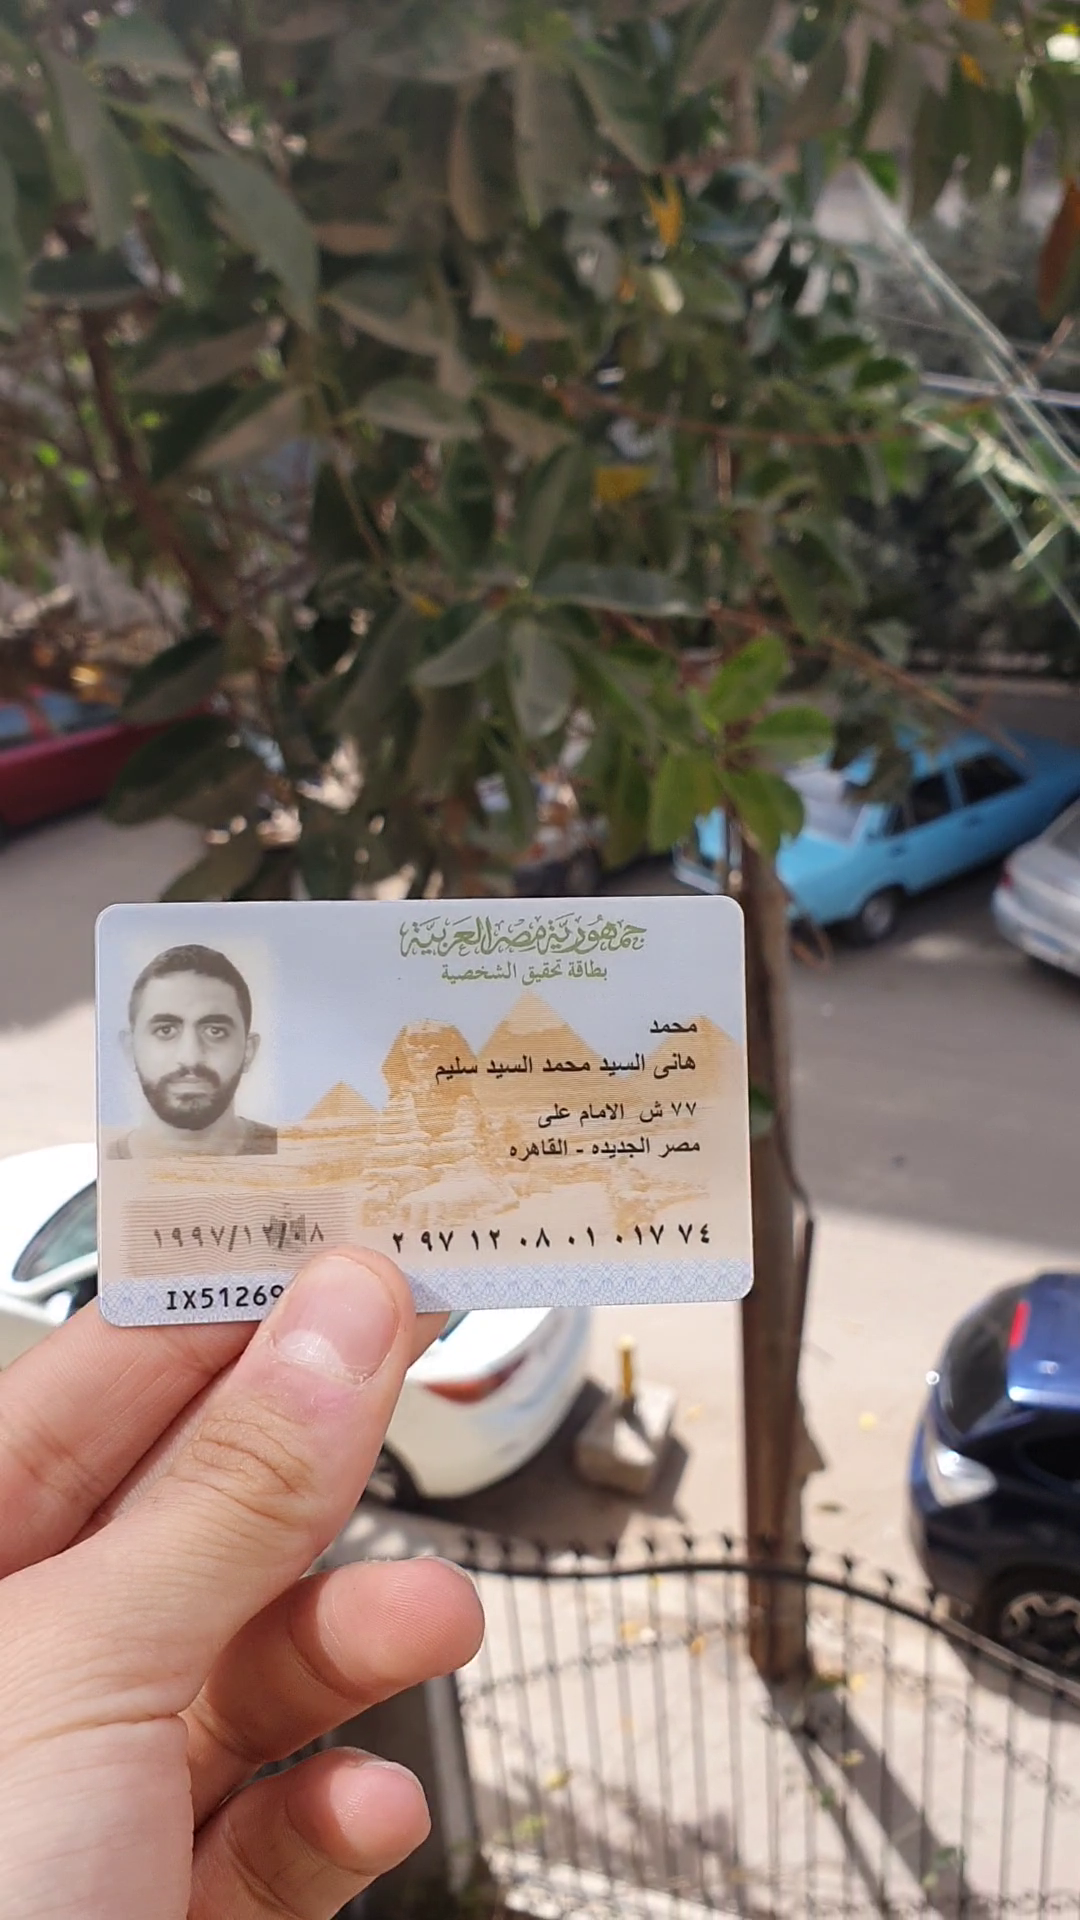 جمهورية مصر العربية
بطاقة تحقيق الشخصية
محمد
هانى السيد محمد السيد سليم
٧٧ ش الامام على
مصر الجديده - القاهره
٢ ٩٧ ١٢ ٠٨ ٠١ ٠١٧ ٧٤
١٩٩٧/١٢/٠٨
IX51269